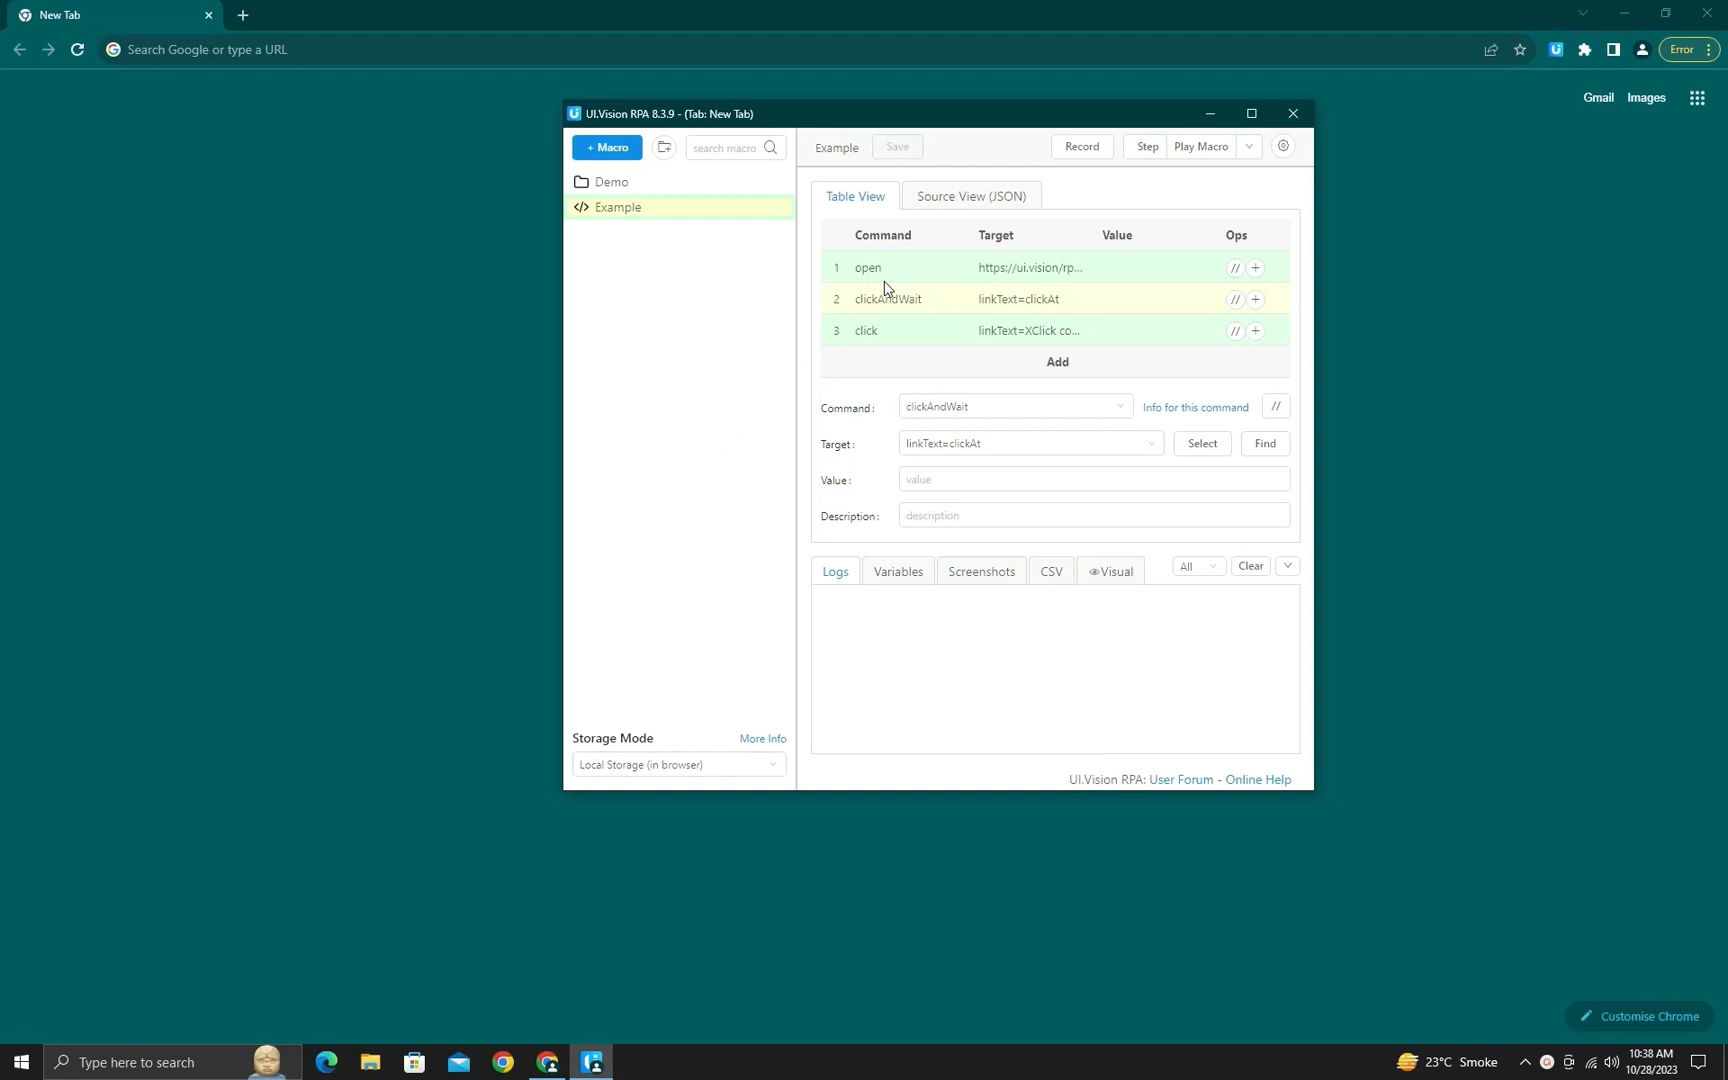 New Tab
Search Google or type a URL
Error
Gmail Images
UI.Vision RPA 8.3.9 - (Tab: New Tab)
+ Macro
search macro
Example
Save
Record
Step
Play Macro
Demo
Example
Table View
Source View (JSON)
Command Target Value Ops
1 open https://ui.vision/rp... // +
2 clickAndWait linkText=clickAt // +
3 click linkText=XClick co... // +
Add
Command: clickAndWait Info for this command //
Target: linkText=clickAt Select Find
Value: value
Description: description
Logs Variables Screenshots CSV Visual All Clear
Storage Mode More Info
Local Storage (in browser)
UI.Vision RPA: User Forum - Online Help
Customise Chrome
Type here to search
23°C Smoke
10:38 AM
10/28/2023